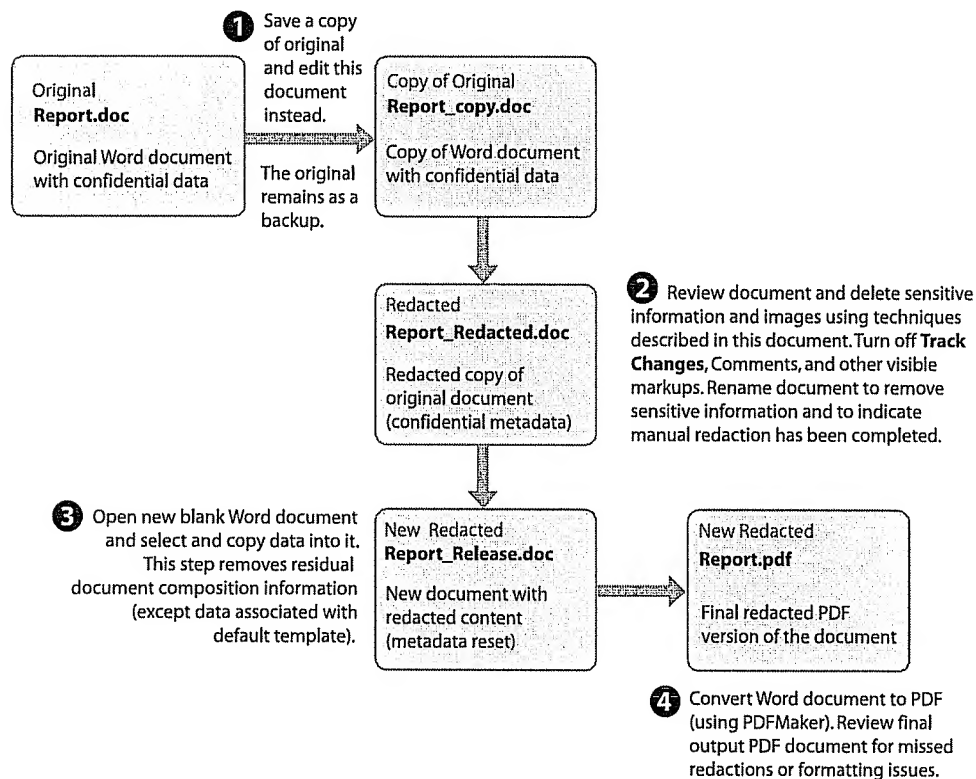 1 Save a copy
of original
and edit this
document
instead.
The original
remains as a
backup.
Original
Report.doc
Original Word document
with confidential data
Copy of Original
Report_copy.doc
Copy of Word document
with confidential data
Redacted
Report_Redacted.doc
Redacted copy of
original document
(confidential metadata)
2 Review document and delete sensitive
information and images using techniques
described in this document. Turn off Track
Changes, Comments, and other visible
markups. Rename document to remove
sensitive information and to indicate
manual redaction has been completed.
3 Open new blank Word document
and select and copy data into it.
This step removes residual
document composition information
(except data associated with
default template).
New Redacted
Report_Release.doc
New document with
redacted content
(metadata reset)
New Redacted
Report.pdf
Final redacted PDF
version of the document
4 Convert Word document to PDF
(using PDFMaker). Review final
output PDF document for missed
redactions or formatting issues.